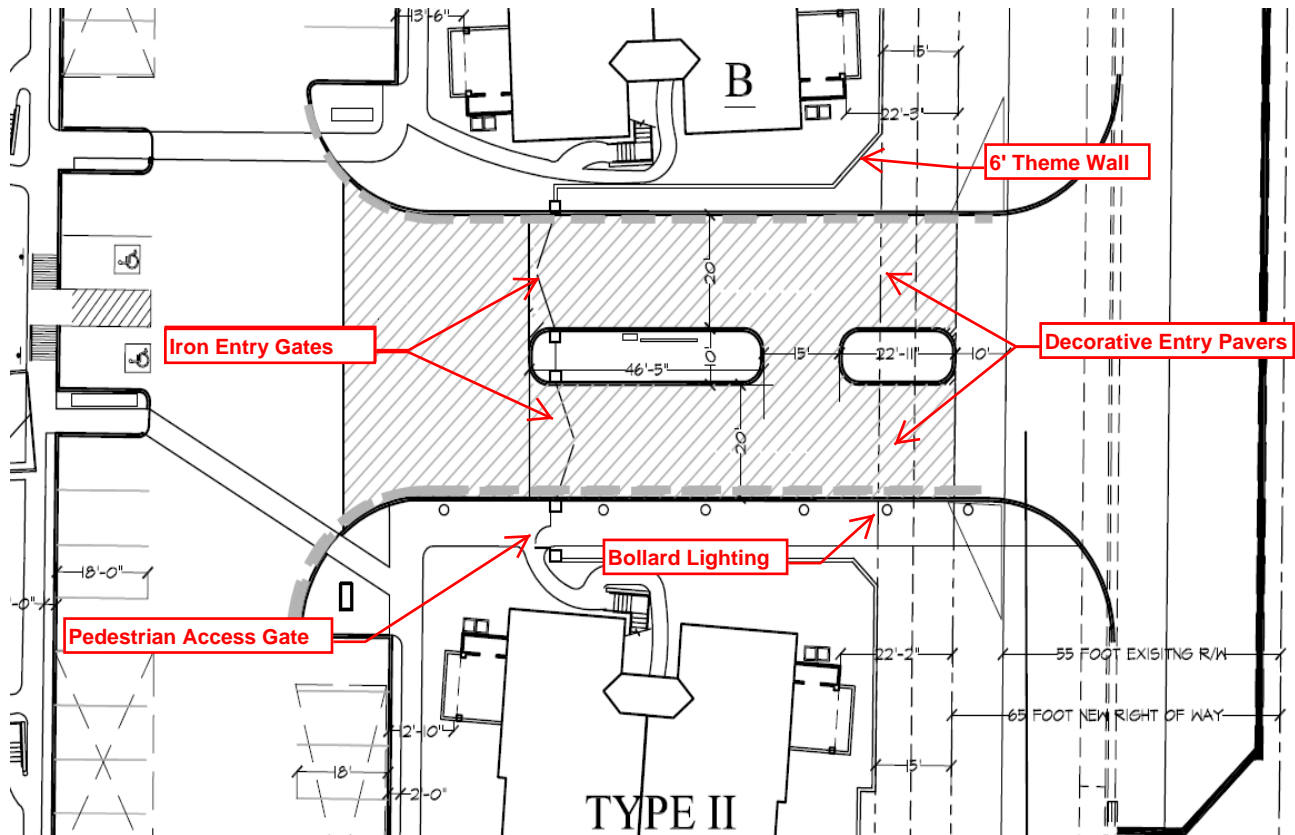 13'-6"
15'
B
22'-3"
6' Theme Wall
20
Iron Entry Gates
Decorative Entry Pavers
46'-5"
10
15'
22'-11"
10'
20
Bollard Lighting
18'-0"
Pedestrian Access Gate
22'-2"
55 FOOT EXISITNG R/W
65 FOOT NEW RIGHT OF WAY
2'-10"
18'
15'
2'-0"
TYPE II